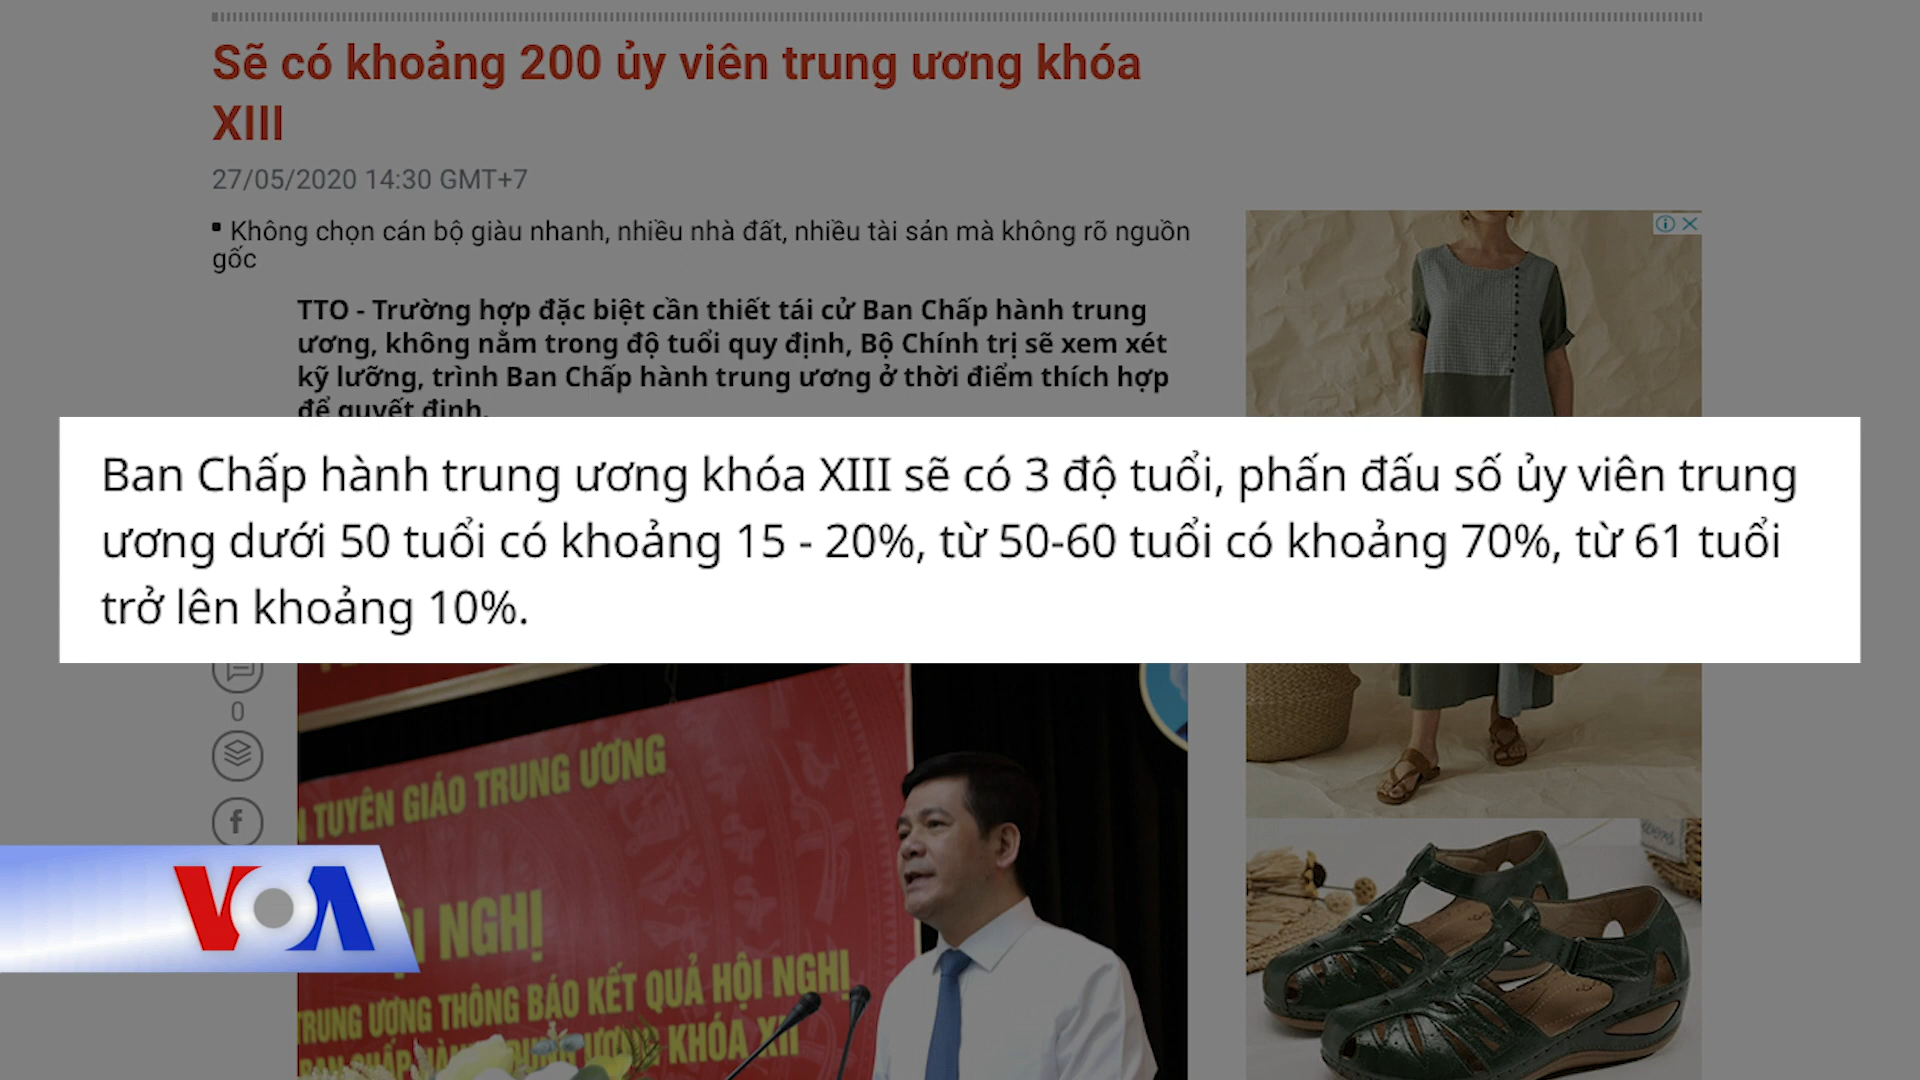 Sẽ có khoảng 200 ủy viên trung ương khóa
XIII
27/05/2020 14:30 GMT+7
Không chọn cán bộ giàu nhanh, nhiều nhà đất, nhiều tài sản mà không rõ nguồn
gốc
TTO - Trường hợp đặc biệt cần thiết tái cử Ban Chấp hành trung
ương, không nằm trong độ tuổi quy định, Bộ Chính trị sẽ xem xét
kỹ lưỡng, trình Ban Chấp hành trung ương ở thời điểm thích hợp
để quyết định.
Ban Chấp hành trung ương khóa XIII sẽ có 3 độ tuổi, phấn đấu số ủy viên trung
ương dưới 50 tuổi có khoảng 15 - 20%, từ 50-60 tuổi có khoảng 70%, từ 61 tuổi
trở lên khoảng 10%.
0
f
TUYÊN GIÁO TRUNG ƯƠNG
NGHỊ
TRUNG ƯƠNG THÔNG BÁO KẾT QUẢ HỘI NGHỊ
KHÓA XII
VOA